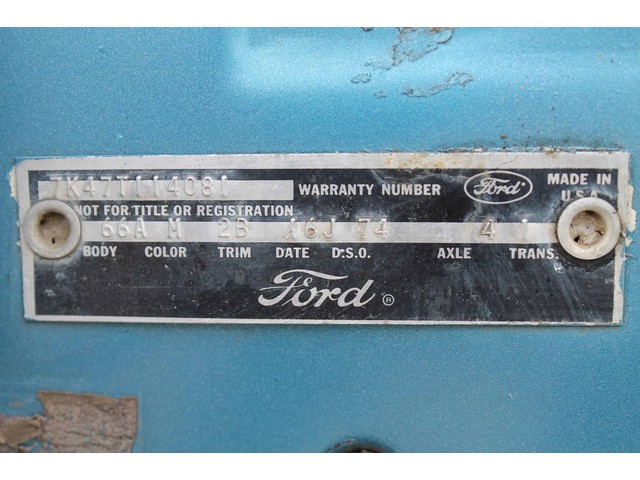 7K47T114081 WARRANTY NUMBER Ford MADE IN U.S.A.
NOT FOR TITLE OR REGISTRATION
66A M 2B 16J 74 4 1
BODY COLOR TRIM DATE D.S.O. AXLE TRANS.
Ford ®